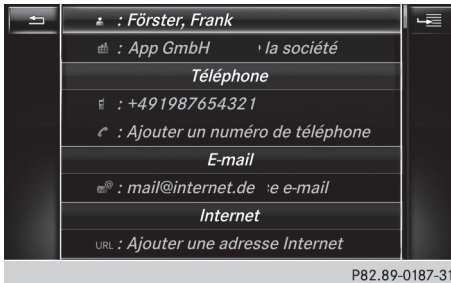 : Förster, Frank
: App GmbH la société
Téléphone
: +491987654321
: Ajouter un numéro de téléphone
E-mail
: mail@internet.de e-mail
Internet
URL : Ajouter une adresse Internet
P82.89-0187-31